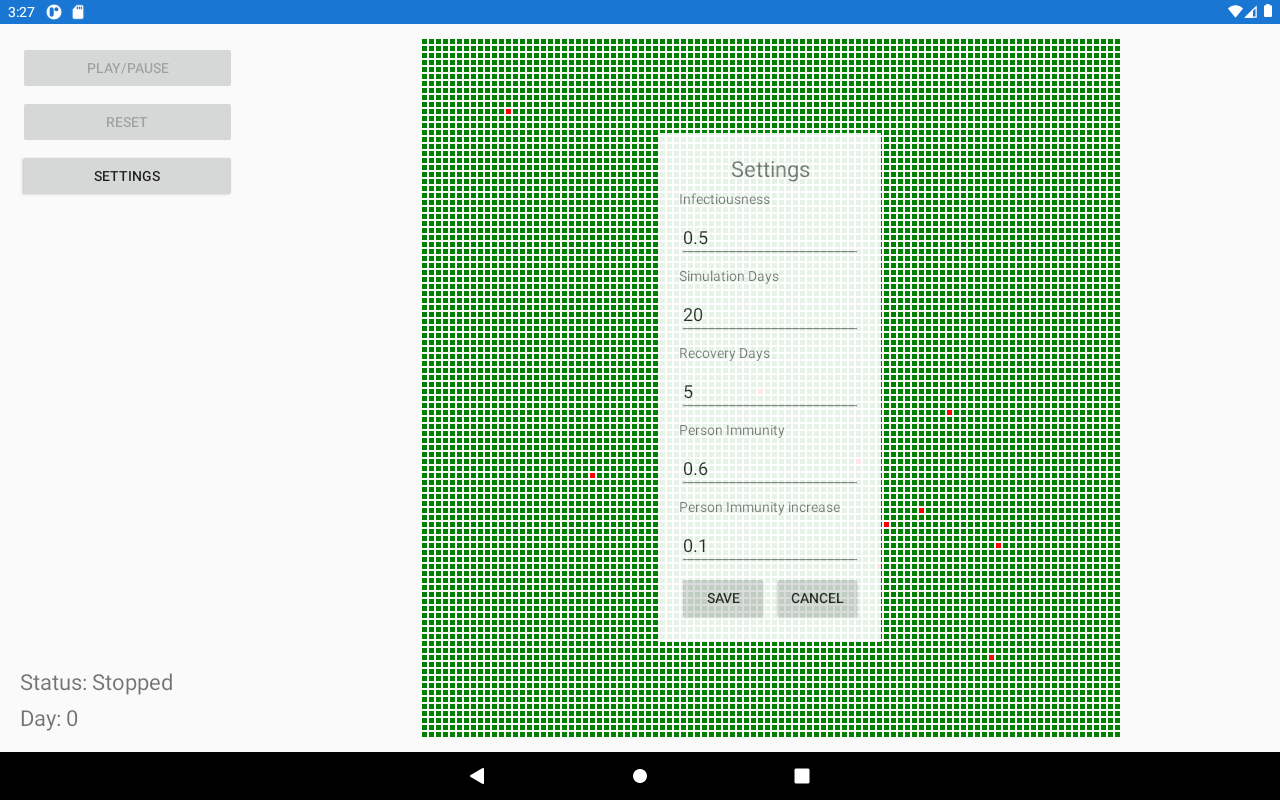 3:27
PLAY/PAUSE
RESET
SETTINGS
Settings
Infectiousness
0.5
Simulation Days
20
Recovery Days
5
Person Immunity
0.6
Person Immunity increase
0.1
SAVE CANCEL
Status: Stopped
Day: 0